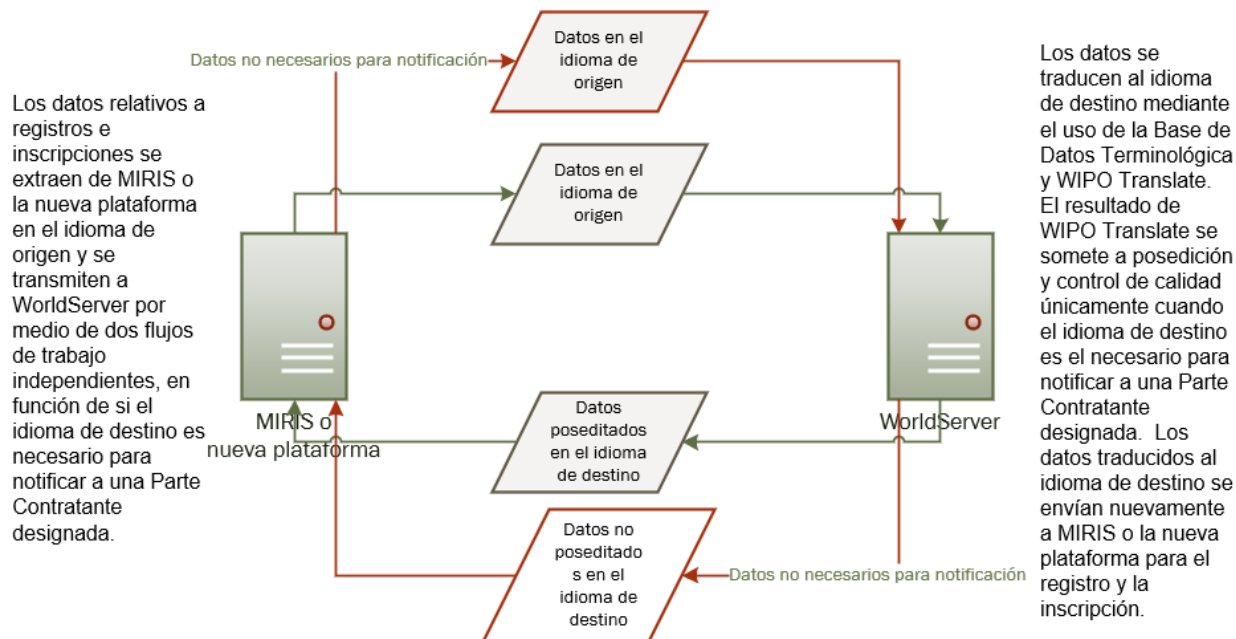 Los datos relativos a
registros e
inscripciones se
extraen de MIRIS o
la nueva plataforma
en el idioma de
origen y se
transmiten a
WorldServer por
medio de dos flujos
de trabajo
independientes, en
función de si el
idioma de destino es
necesario para
notificar a una Parte
Contratante
designada.
Datos no necesarios para notificación
Datos en el
idioma de
origen
Datos en el
idioma de
origen
MIRIS o
nueva plataforma
WorldServer
Datos
poseditados
en el idioma
de destino
Datos no
poseditado
s en el
idioma de
destino
Datos no necesarios para notificación
Los datos se
traducen al idioma
de destino mediante
el uso de la Base de
Datos Terminológica
y WIPO Translate.
El resultado de
WIPO Translate se
somete a posedición
y control de calidad
únicamente cuando
el idioma de destino
es el necesario para
notificar a una Parte
Contratante
designada.  Los
datos traducidos al
idioma de destino se
envían nuevamente
a MIRIS o la nueva
plataforma para el
registro y la
inscripción.